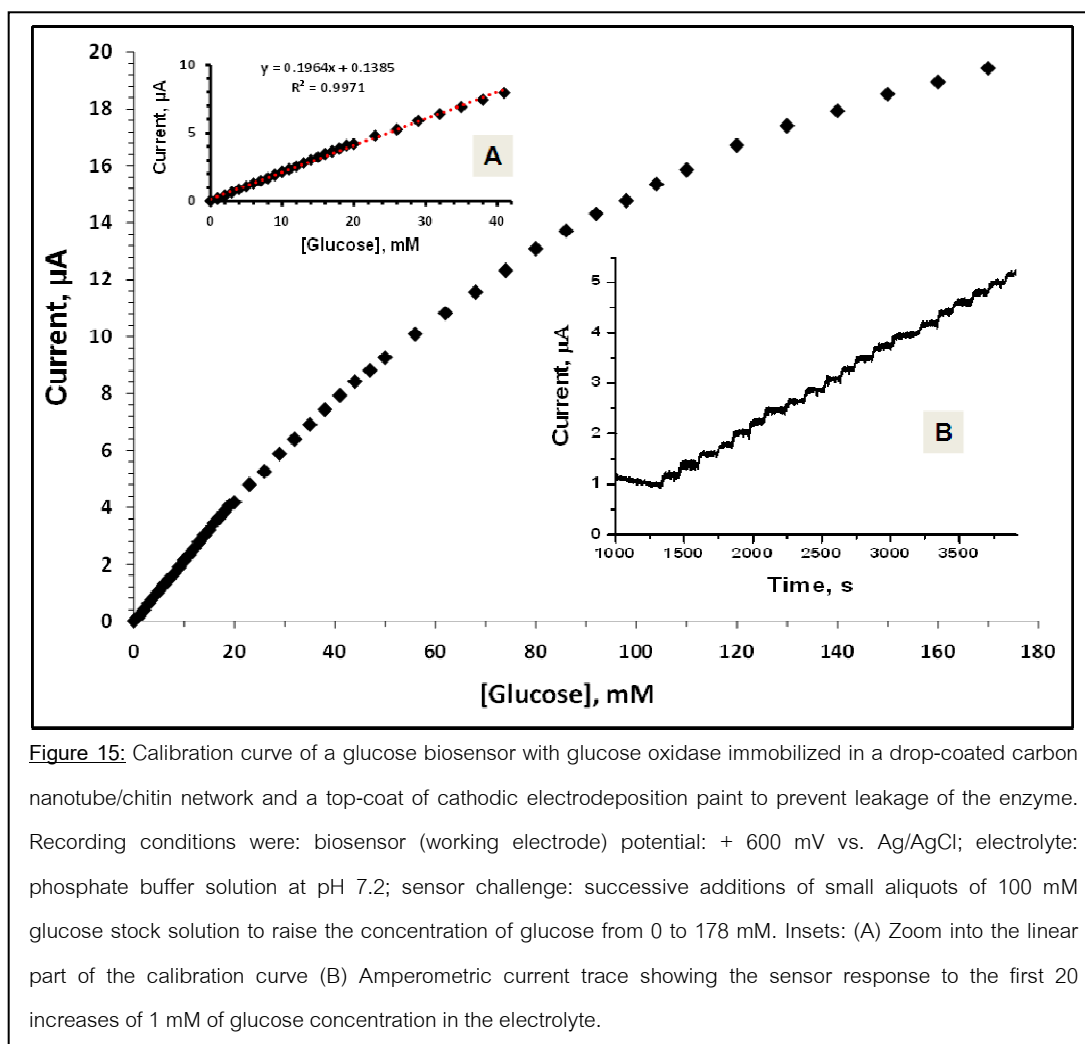 20
18
16
14
12
10
8
6
4
2
0
Current, µA
0 20 40 60 80 100 120 140 160 180
[Glucose], mM
y = 0.1964x + 0.1385
R² = 0.9971
10
5
0
Current, µA
A
0 10 20 30 40
[Glucose], mM
5
4
3
2
1
0
Current, µA
B
1000 1500 2000 2500 3000 3500
Time, s
Figure 15: Calibration curve of a glucose biosensor with glucose oxidase immobilized in a drop-coated carbon
nanotube/chitin network and a top-coat of cathodic electrodeposition paint to prevent leakage of the enzyme.
Recording conditions were: biosensor (working electrode) potential: + 600 mV vs. Ag/AgCl; electrolyte:
phosphate buffer solution at pH 7.2; sensor challenge: successive additions of small aliquots of 100 mM
glucose stock solution to raise the concentration of glucose from 0 to 178 mM. Insets: (A) Zoom into the linear
part of the calibration curve (B) Amperometric current trace showing the sensor response to the first 20
increases of 1 mM of glucose concentration in the electrolyte.